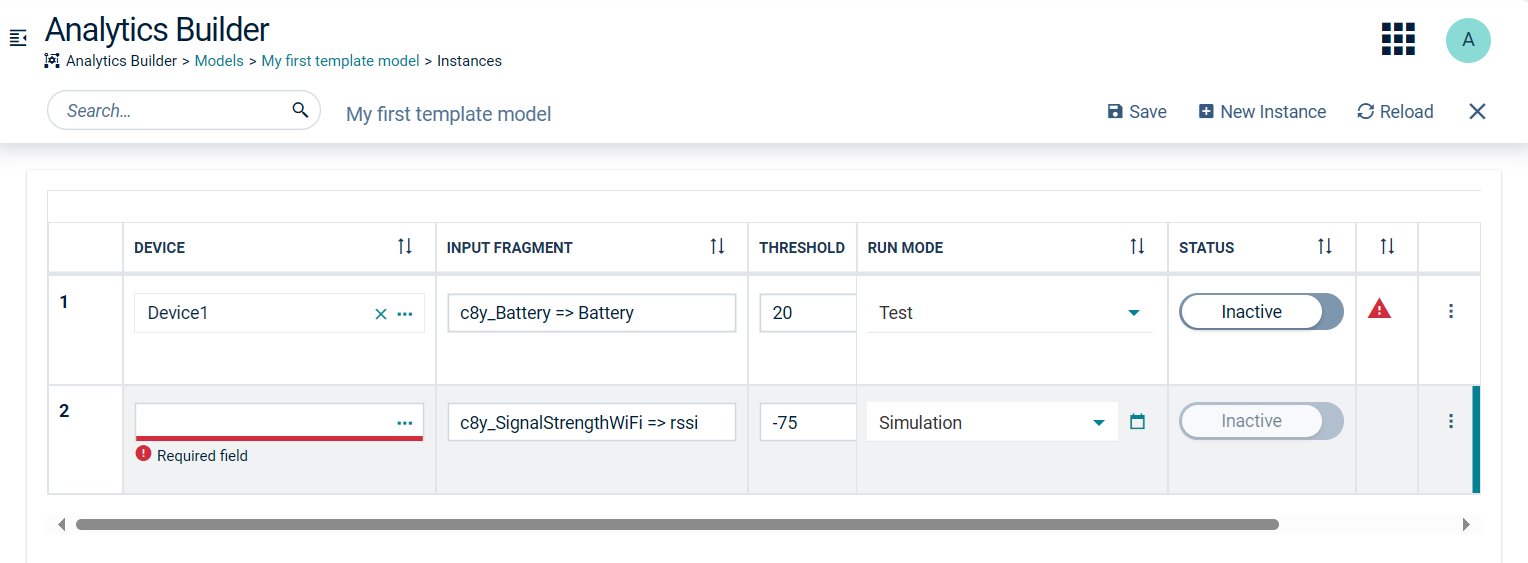 Analytics Builder
Analytics Builder > Models > My first template model > Instances
A
Search...
My first template model
Save
New Instance
Reload
DEVICE
INPUT FRAGMENT
THRESHOLD
RUN MODE
STATUS
1
Device1
c8y_Battery => Battery
20
Test
Inactive
2
c8y_SignalStrengthWiFi => rssi
-75
Simulation
Inactive
Required field